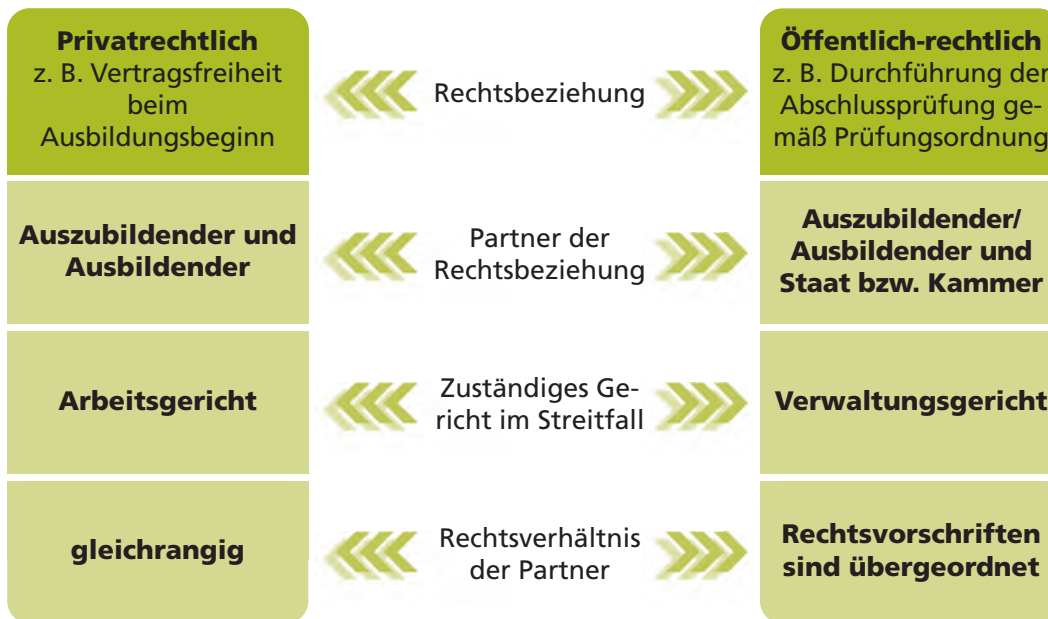 Privatrechtlich
z. B. Vertragsfreiheit
beim
Ausbildungsbeginn
Rechtsbeziehung
Öffentlich-rechtlich
z. B. Durchführung der
Abschlussprüfung ge-
mäß Prüfungsordnung
Auszubildender und
Ausbildender
Partner der
Rechtsbeziehung
Auszubildender/
Ausbildender und
Staat bzw. Kammer
Arbeitsgericht
Zuständiges Ge-
richt im Streitfall
Verwaltungsgericht
gleichrangig
Rechtsverhältnis
der Partner
Rechtsvorschriften
sind übergeordnet